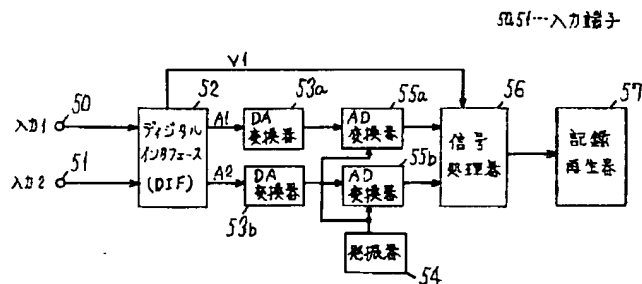 50,51…入力端子
V1
入力1
50
ディジタル
インタフェース
(DIF)
52
A1
DA
変換器
53a
AD
変換器
55a
信号
処理器
56
記録
再生器
57
入力2
51
A2
DA
変換器
53b
AD
変換器
55b
発振器
54